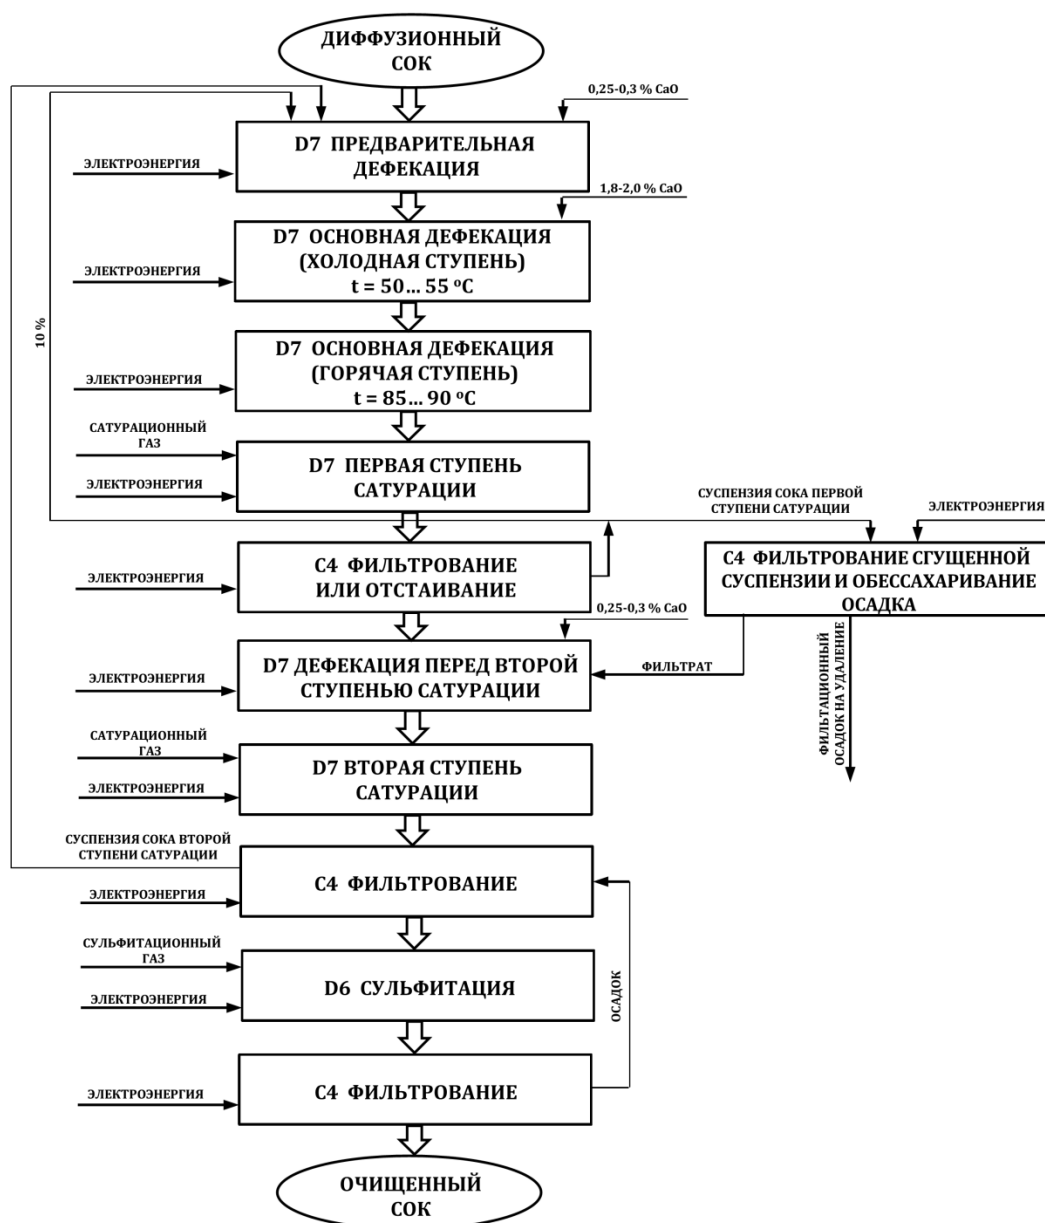 ДИФФУЗИОННЫЙ
СОК
0,25-0,3 % CaO
D7 ПРЕДВАРИТЕЛЬНАЯ
ДЕФЕКАЦИЯ
ЭЛЕКТРОЭНЕРГИЯ
1,8-2,0 % CaO
D7 ОСНОВНАЯ ДЕФЕКАЦИЯ
(ХОЛОДНАЯ СТУПЕНЬ)
t = 50... 55 °C
ЭЛЕКТРОЭНЕРГИЯ
10 %
D7 ОСНОВНАЯ ДЕФЕКАЦИЯ
(ГОРЯЧАЯ СТУПЕНЬ)
t = 85... 90 °C
ЭЛЕКТРОЭНЕРГИЯ
САТУРАЦИОННЫЙ
ГАЗ
D7 ПЕРВАЯ СТУПЕНЬ
САТУРАЦИИ
ЭЛЕКТРОЭНЕРГИЯ
СУСПЕНЗИЯ СОКА ПЕРВОЙ
СТУПЕНИ САТУРАЦИИ
ЭЛЕКТРОЭНЕРГИЯ
C4 ФИЛЬТРОВАНИЕ
ИЛИ ОТСТАИВАНИЕ
ЭЛЕКТРОЭНЕРГИЯ
C4 ФИЛЬТРОВАНИЕ СГУЩЕННОЙ
СУСПЕНЗИИ И ОБЕССАХАРИВАНИЕ
ОСАДКА
0,25-0,3 % CaO
D7 ДЕФЕКАЦИЯ ПЕРЕД ВТОРОЙ
СТУПЕНЬЮ САТУРАЦИИ
ЭЛЕКТРОЭНЕРГИЯ
ФИЛЬТРАТ
ФИЛЬТАЦИОННЫЙ
ОСАДОК НА УДАЛЕНИЕ
САТУРАЦИОННЫЙ
ГАЗ
D7 ВТОРАЯ СТУПЕНЬ
САТУРАЦИИ
ЭЛЕКТРОЭНЕРГИЯ
СУСПЕНЗИЯ СОКА ВТОРОЙ
СТУПЕНИ САТУРАЦИИ
C4 ФИЛЬТРОВАНИЕ
ЭЛЕКТРОЭНЕРГИЯ
СУЛЬФИТАЦИОННЫЙ
ГАЗ
D6 СУЛЬФИТАЦИЯ
ЭЛЕКТРОЭНЕРГИЯ
ОСАДОК
C4 ФИЛЬТРОВАНИЕ
ЭЛЕКТРОЭНЕРГИЯ
ОЧИЩЕННЫЙ
СОК